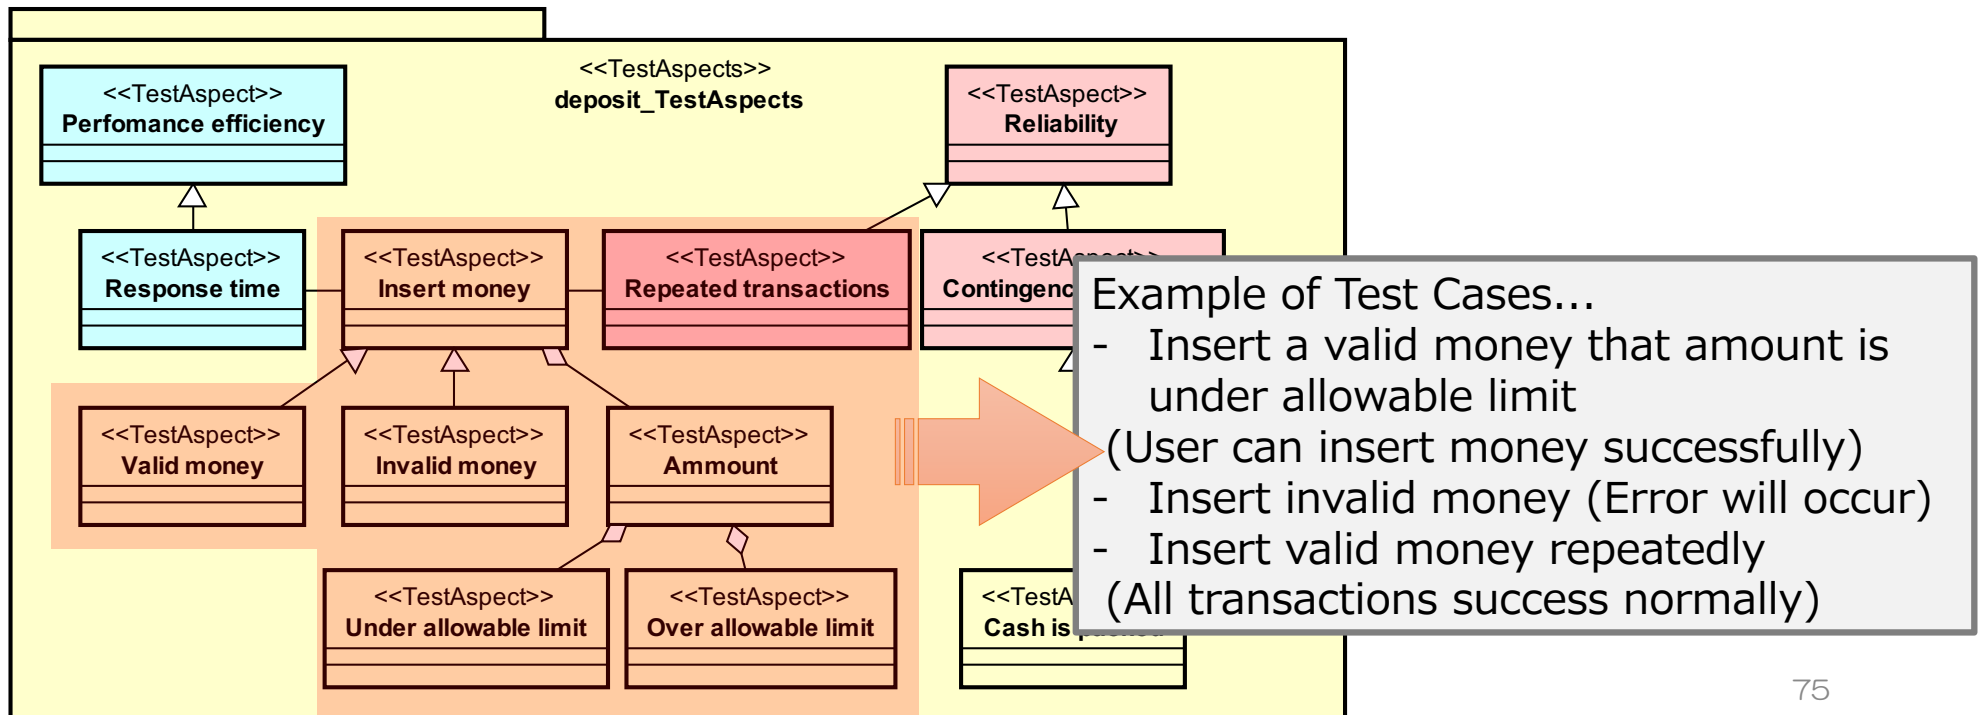 <<TestAspects>>
deposit_TestAspects
<<TestAspect>>
Perfomance efficiency
<<TestAspect>>
Reliability
<<TestAspect>>
Response time
<<TestAspect>>
Insert money
<<TestAspect>>
Repeated transactions
<<TestAspect>>
<<TestAspect>>
Valid money
<<TestAspect>>
Invalid money
<<TestAspect>>
Ammount
<<TestAspect>>
Under allowable limit
<<TestAspect>>
Over allowable limit
Cash is
Example of Test Cases...
- Insert a valid money that amount is
under allowable limit
(User can insert money successfully)
- Insert invalid money (Error will occur)
- Insert valid money repeatedly
(All transactions success normally)
75